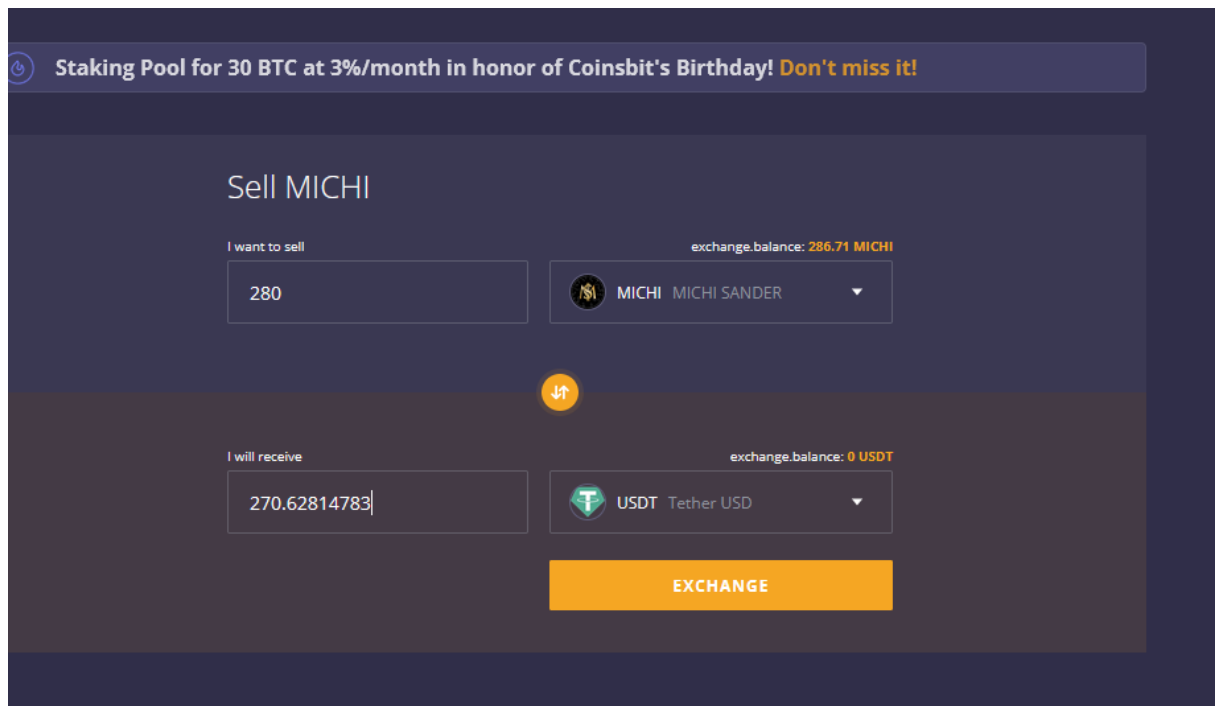 Staking Pool for 30 BTC at 3%/month in honor of Coinsbit's Birthday! Don't miss it!
Sell MICHI
I want to sell exchange.balance: 286.71 MICHI
280 MICHI MICHI SANDER
I will receive exchange.balance: 0 USDT
270.62814783 USDT Tether USD
EXCHANGE